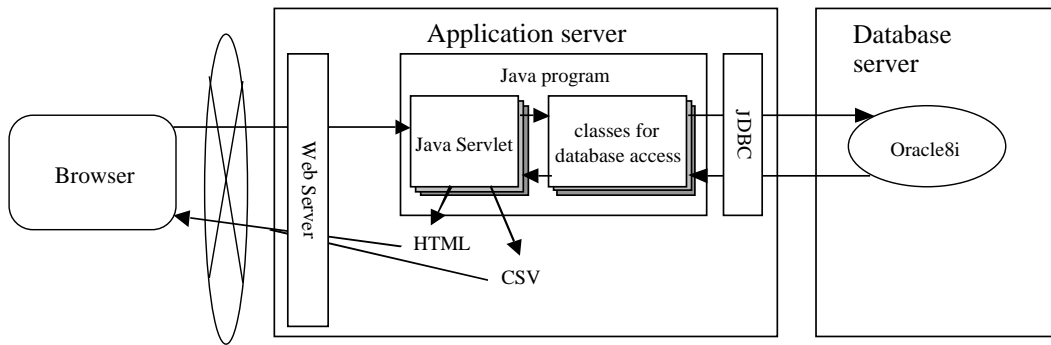 Application server
Database
server
Java program
Browser
Web Server
Java Servlet
classes for
database access
JDBC
Oracle8i
HTML
CSV